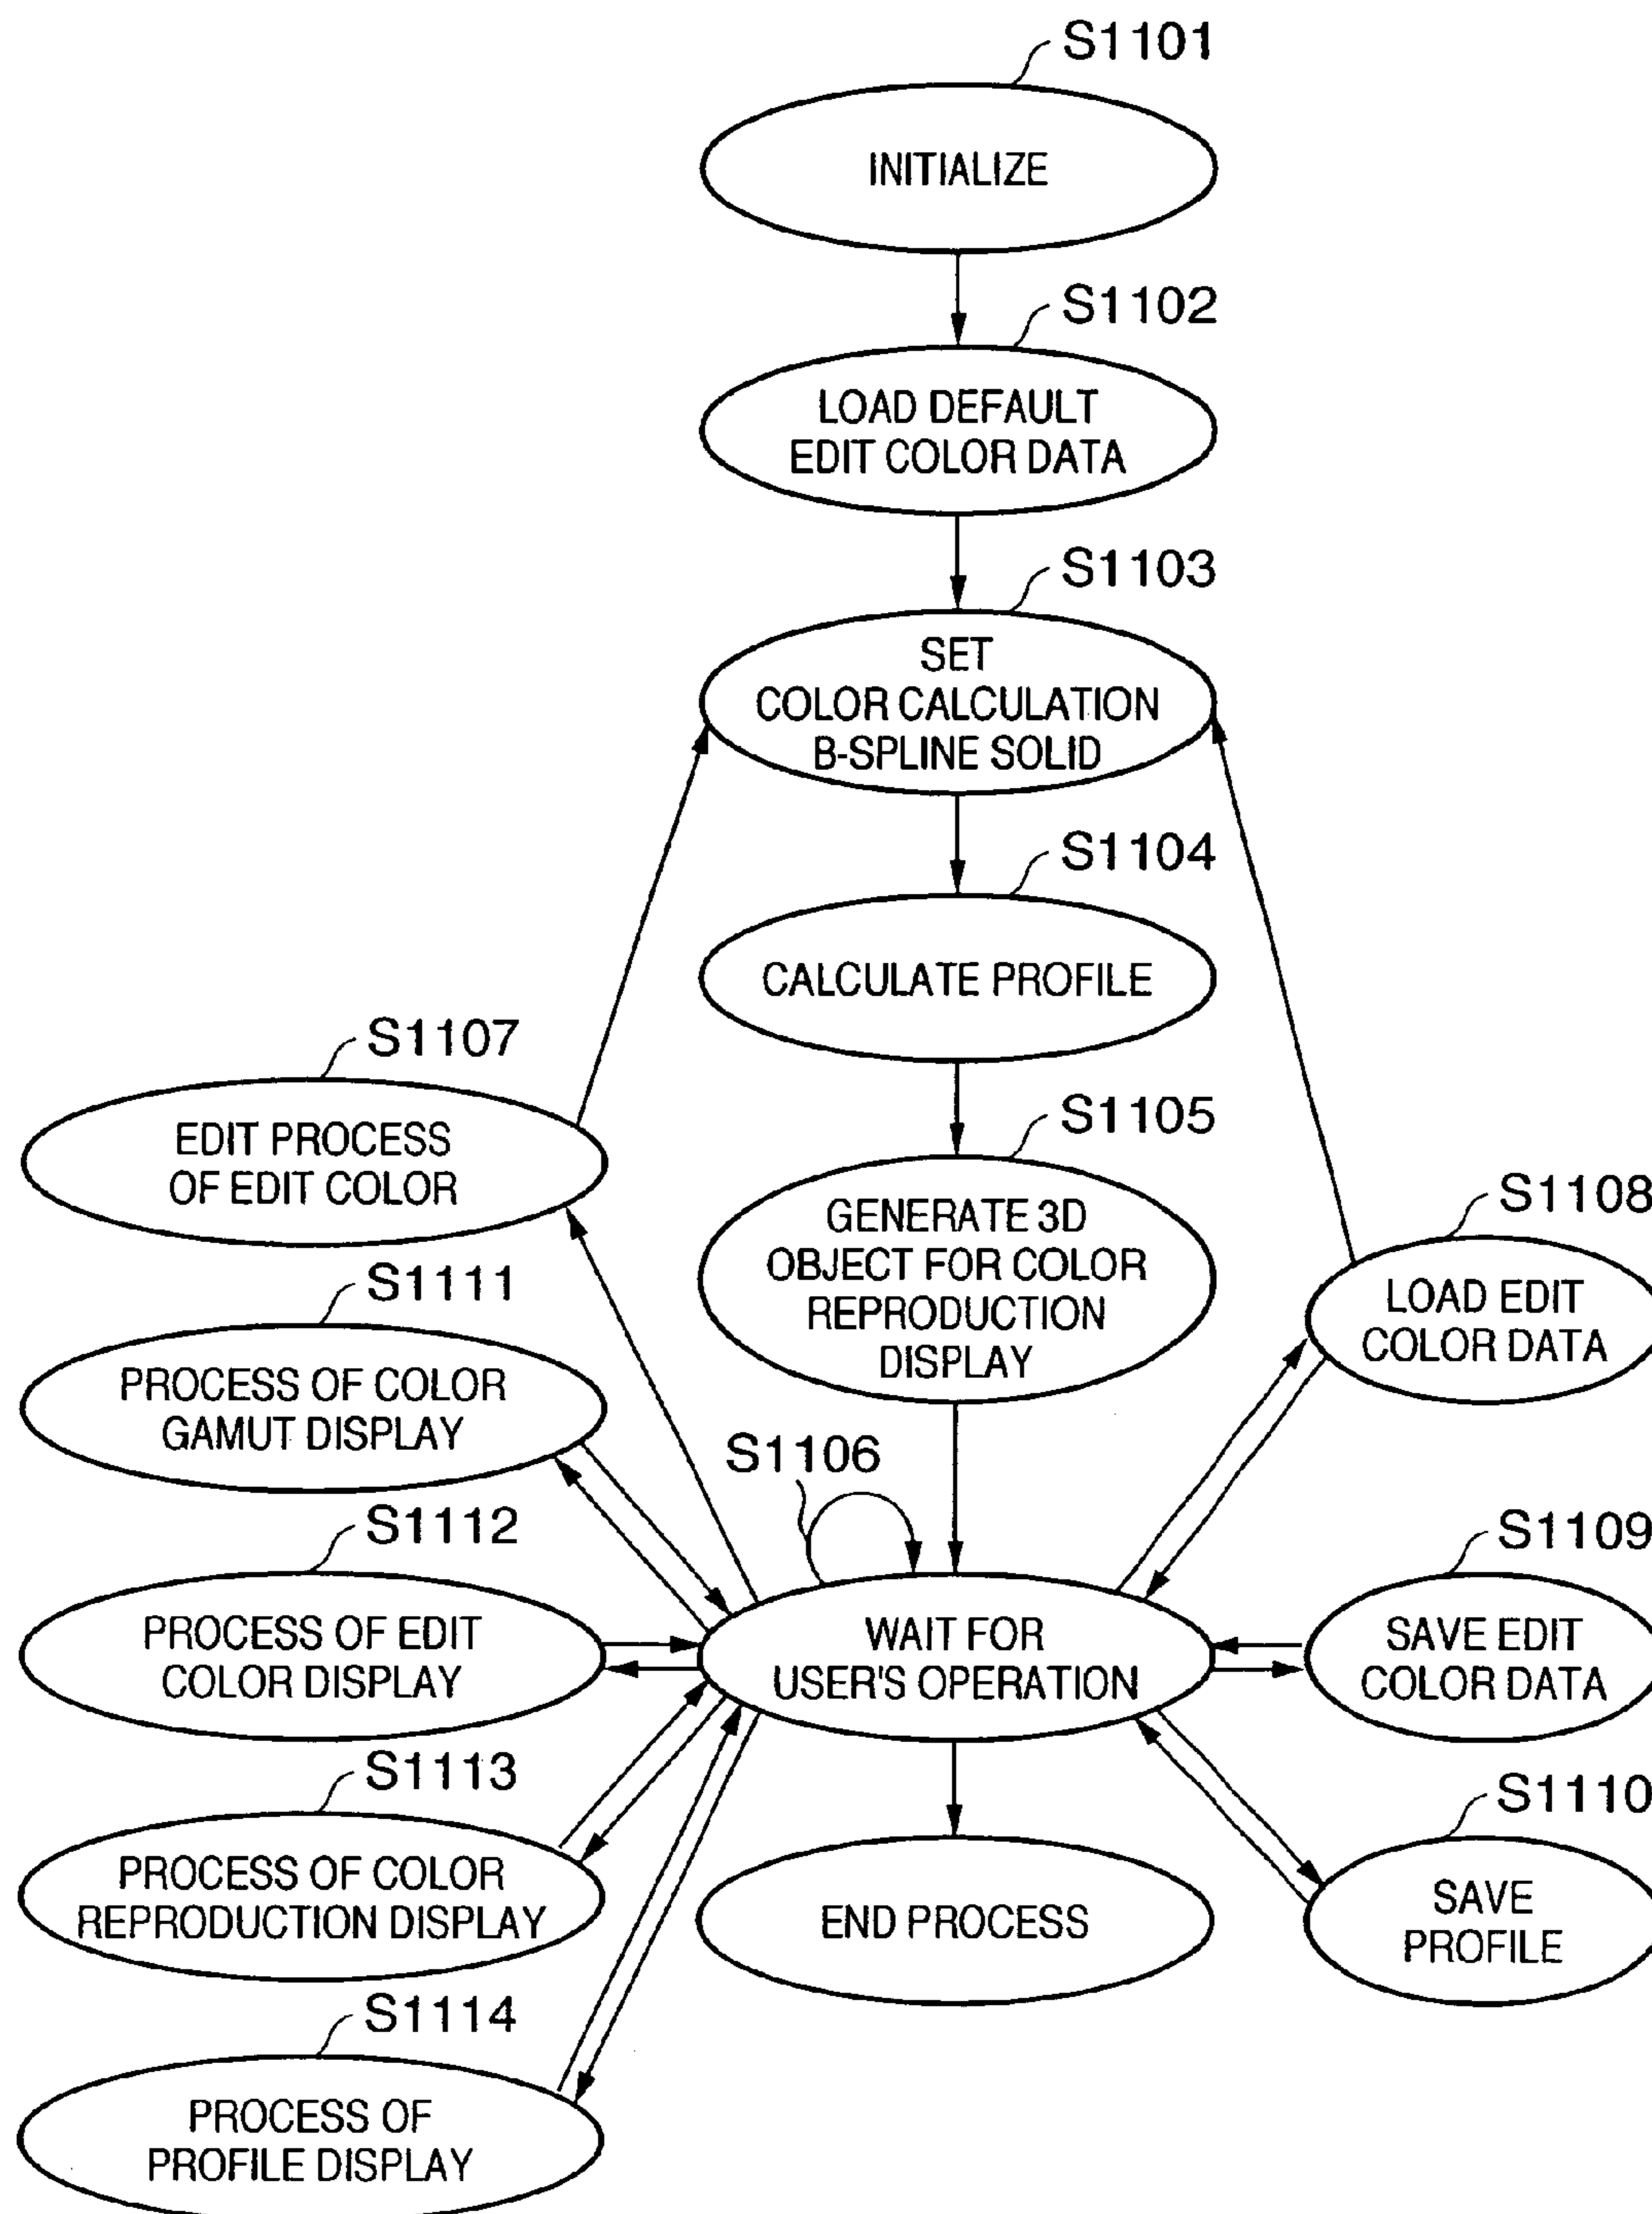 S1101
INITIALIZE
S1102
LOAD DEFAULT
EDIT COLOR DATA
S1103
SET
COLOR CALCULATION
B-SPLINE SOLID
S1104
CALCULATE PROFILE
S1105
GENERATE 3D
OBJECT FOR COLOR
REPRODUCTION
DISPLAY
S1107
EDIT PROCESS
OF EDIT COLOR
S1108
LOAD EDIT
COLOR DATA
S1111
PROCESS OF COLOR
GAMUT DISPLAY
S1106
WAIT FOR
USER'S OPERATION
S1112
PROCESS OF EDIT
COLOR DISPLAY
S1109
SAVE EDIT
COLOR DATA
S1113
PROCESS OF COLOR
REPRODUCTION DISPLAY
END PROCESS
S1110
SAVE
PROFILE
S1114
PROCESS OF
PROFILE DISPLAY